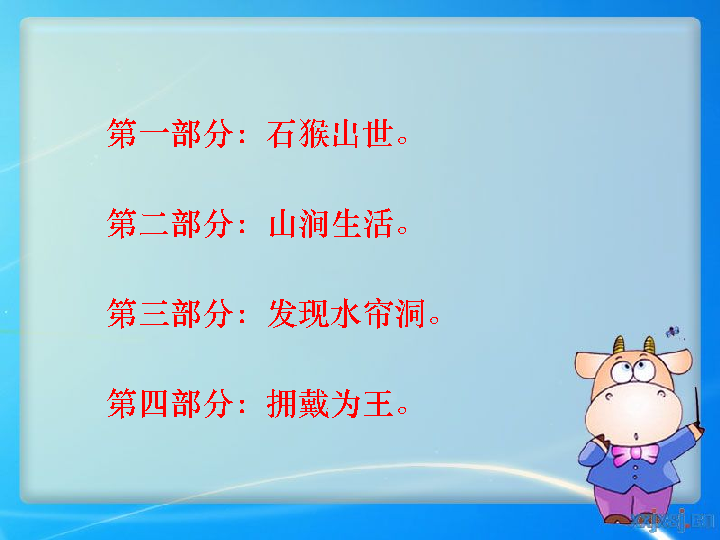 第一部分：石猴出世。
第二部分：山涧生活。
第三部分：发现水帘洞。
第四部分：拥戴为王。